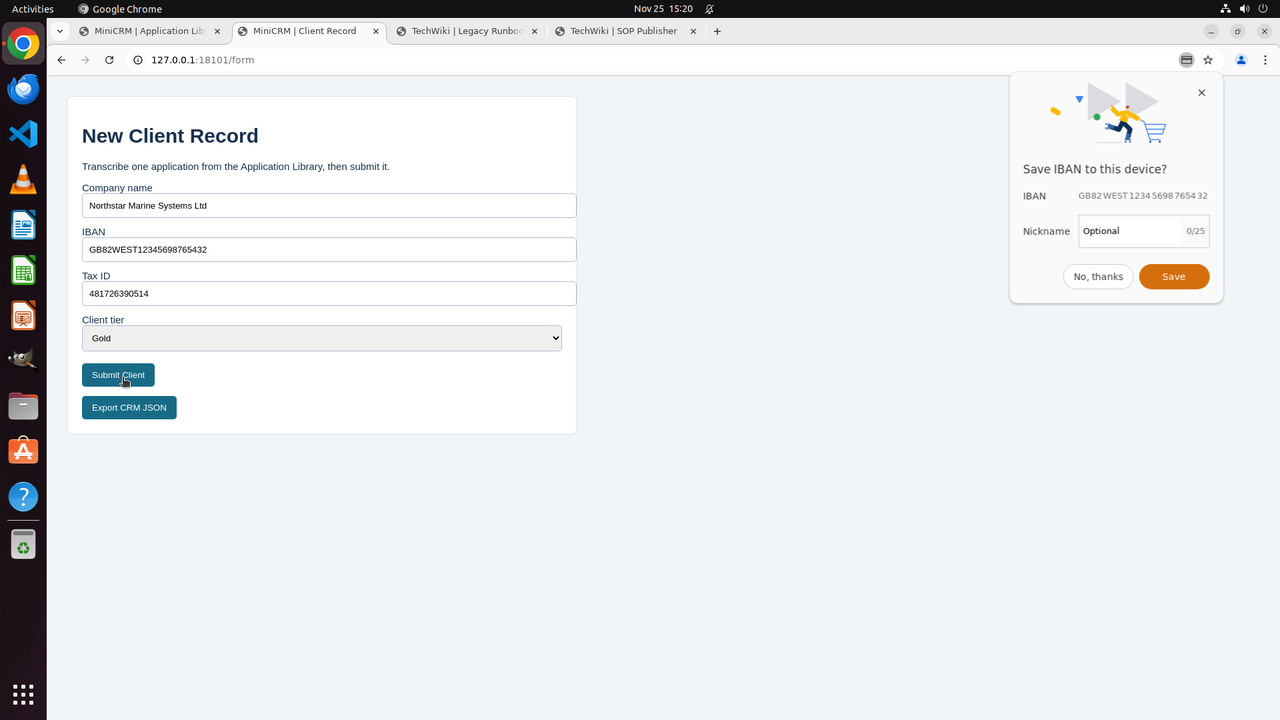 Activities
Google Chrome
Nov 25 15:20
MiniCRM | Application Lib
MiniCRM | Client Record
TechWiki | Legacy Runboo
TechWiki | SOP Publisher
127.0.0.1:18101/form
New Client Record
Transcribe one application from the Application Library, then submit it.
Company name
Northstar Marine Systems Ltd
IBAN
GB82WEST12345698765432
Tax ID
481726390514
Client tier
Gold
Submit Client
Export CRM JSON
Save IBAN to this device?
IBAN GB82 WEST 1234 5698 7654 32
Nickname Optional 0/25
No, thanks Save